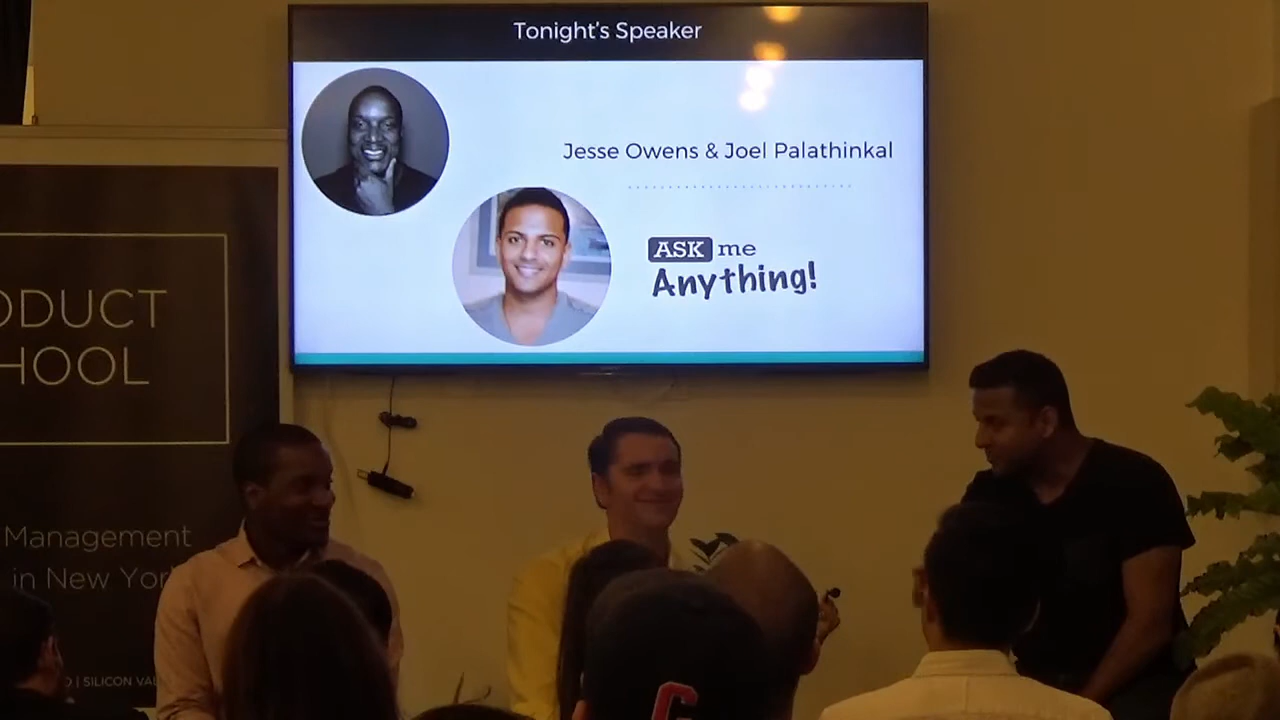 Tonight's Speaker
Jesse Owens & Joel Palathinkal
ASK me
Anything!
ODUCT
HOOL
Management
in New Yor
O | SILICON VAL
G